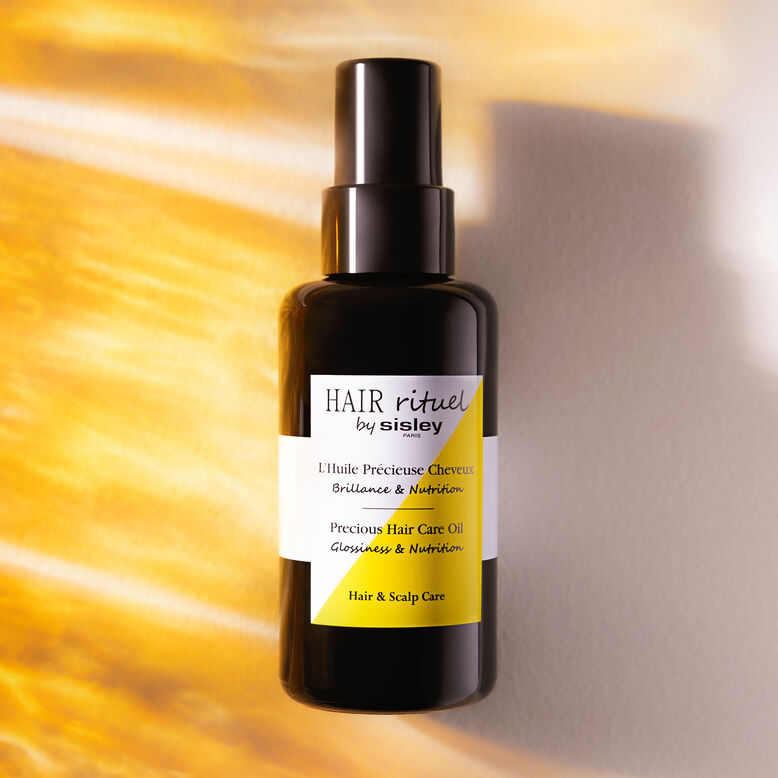 HAIR rituel
by sisley
PARIS
L'Huile Précieuse Cheveux
Brillance & Nutrition
Precious Hair Care Oil
Glossiness & Nutrition
Hair & Scalp Care